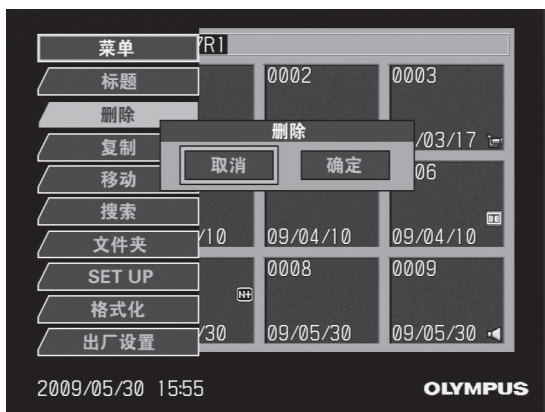 菜单
7R1
标题
0002
0003
删除
删除
复制
/03/17
取消
确定
移动
06
搜索
文件夹
/10
09/04/10
09/04/10
SET UP
0008
0009
N+
格式化
/30
09/05/30
09/05/30
出厂设置
2009/05/30 15:55
OLYMPUS